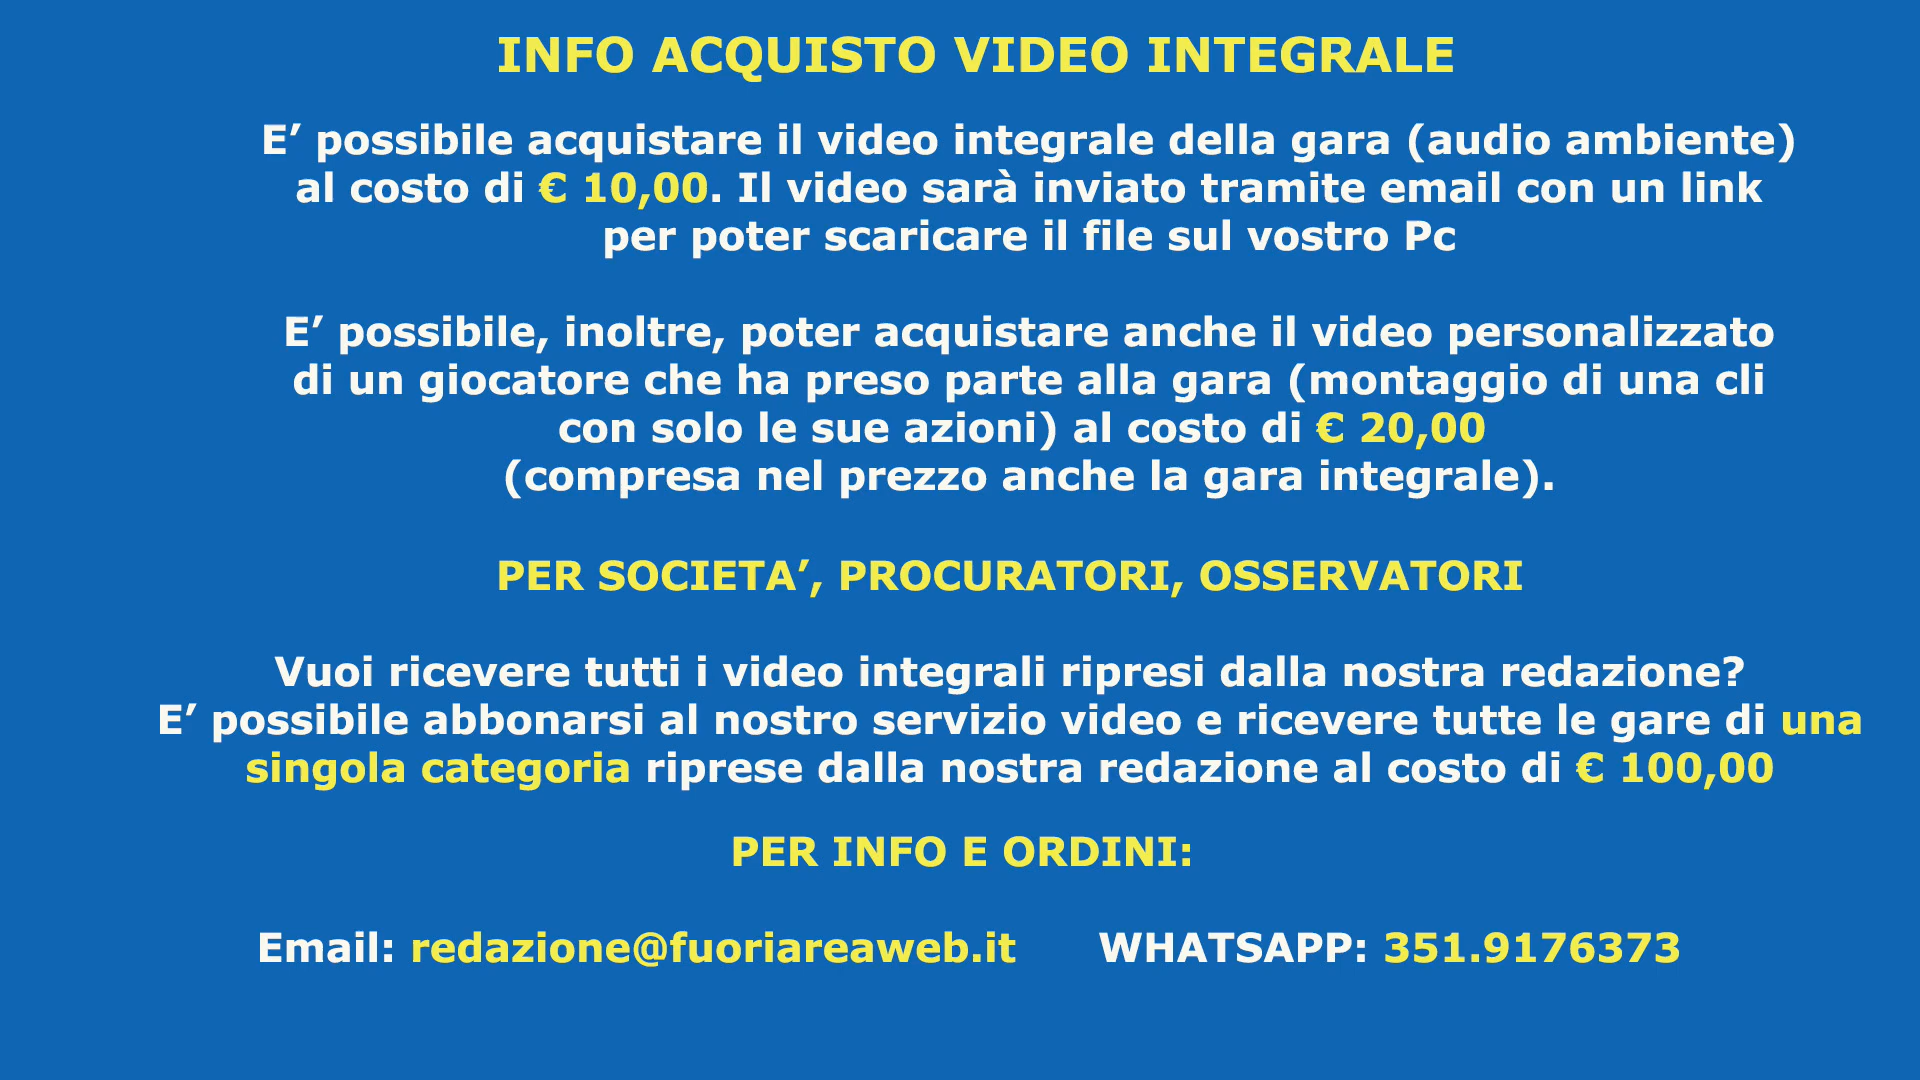 INFO ACQUISTO VIDEO INTEGRALE
E’ possibile acquistare il video integrale della gara (audio ambiente)
al costo di € 10,00. Il video sarà inviato tramite email con un link
per poter scaricare il file sul vostro Pc
E’ possibile, inoltre, poter acquistare anche il video personalizzato
di un giocatore che ha preso parte alla gara (montaggio di una cli
con solo le sue azioni) al costo di € 20,00
(compresa nel prezzo anche la gara integrale).
PER SOCIETA’, PROCURATORI, OSSERVATORI
Vuoi ricevere tutti i video integrali ripresi dalla nostra redazione?
E’ possibile abbonarsi al nostro servizio video e ricevere tutte le gare di una
singola categoria riprese dalla nostra redazione al costo di € 100,00
PER INFO E ORDINI:
Email: redazione@fuoriareaweb.it WHATSAPP: 351.9176373